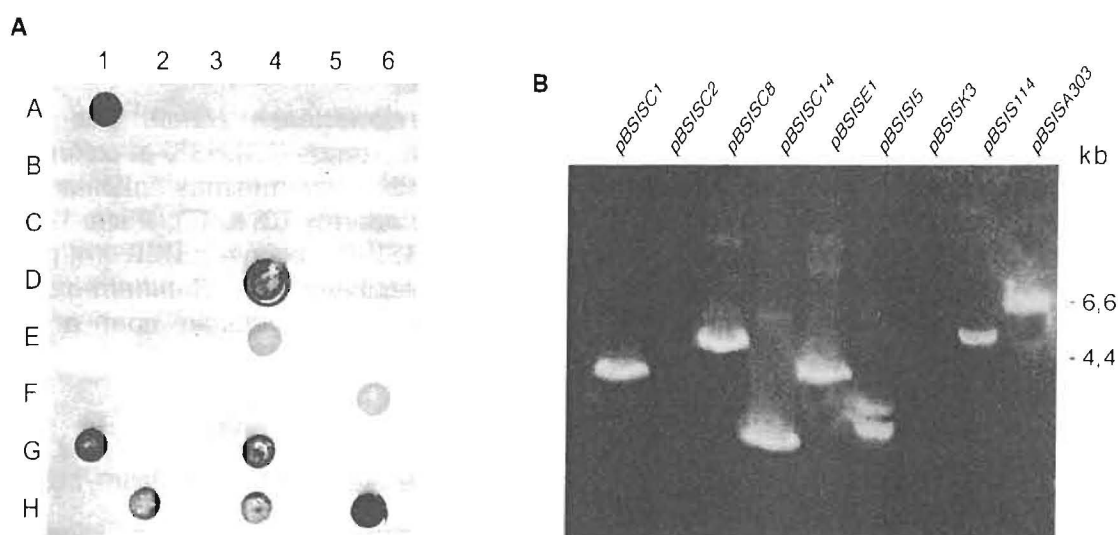 A
1 2 3 4 5 6
A
B
C
D
E
F
G
H
B
pBSISC1
pBSISC2
pBSISC8
pBSISC14
pBSISE1
pBSISI5
pBSISK3
pBSIS114
pBSISA303
kb
- 6,6
- 4,4